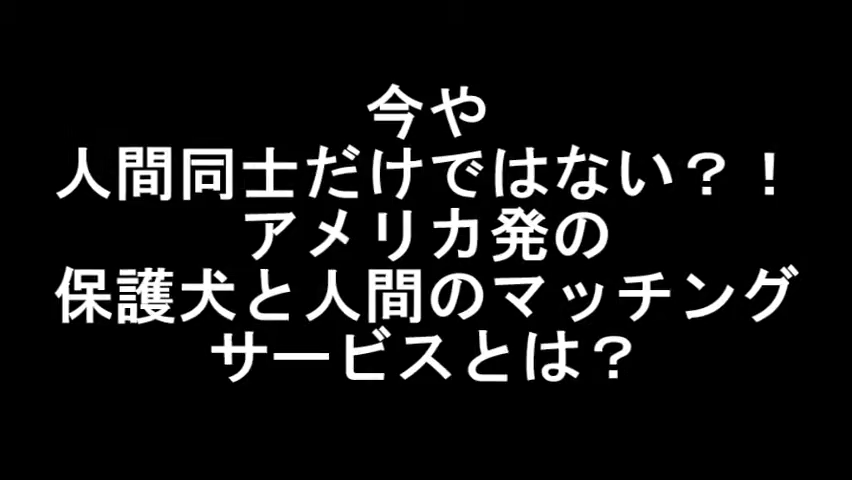 今や
人間同士だけではない？！
アメリカ発の
保護犬と人間のマッチング
サービスとは？